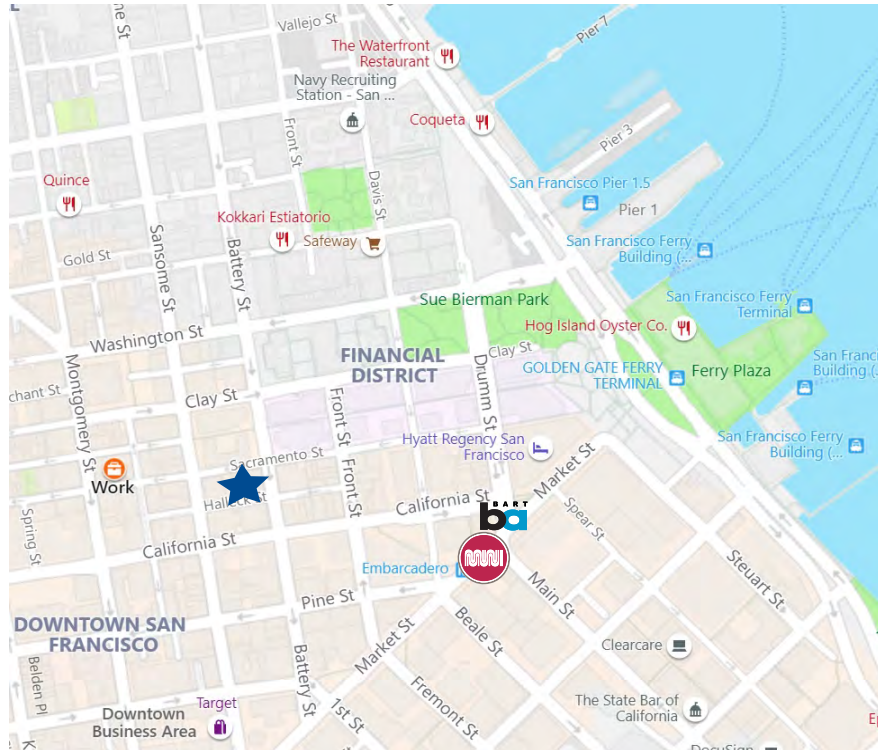 Vallejo St
Pier 7
The Waterfront
Restaurant
Navy Recruiting
Station - San ...
Coqueta
Front St
Pier 3
Quince
Davis St
San Francisco Pier 1.5
Pier 1
Kokkari Estiatorio
Safeway
San Francisco Ferry
Building (...
Gold St
Sansome St
Battery St
Sue Bierman Park
San Francisco Ferry
Terminal
Hog Island Oyster Co.
Washington St
FINANCIAL
DISTRICT
Clay St
Drumm St
GOLDEN GATE FERRY
TERMINAL
Ferry Plaza
San Franci
Building (.
Montgomery St
chant St
Clay St
Front St
Hyatt Regency San
Francisco
San Francisco Ferry
Building (...
Sacramento St
Work
Front St
Market St
Halleck St
California St
BART
ba
Spear St
Spring St
California St
MUNI
Embarcadero
Steuart St
Main St
Pine St
DOWNTOWN SAN
FRANCISCO
Beale St
Market St
Clearcare
Belden Pl
Battery St
Fremont St
Target
The State Bar of
California
Downtown
Business Area
1st St
DocuSign